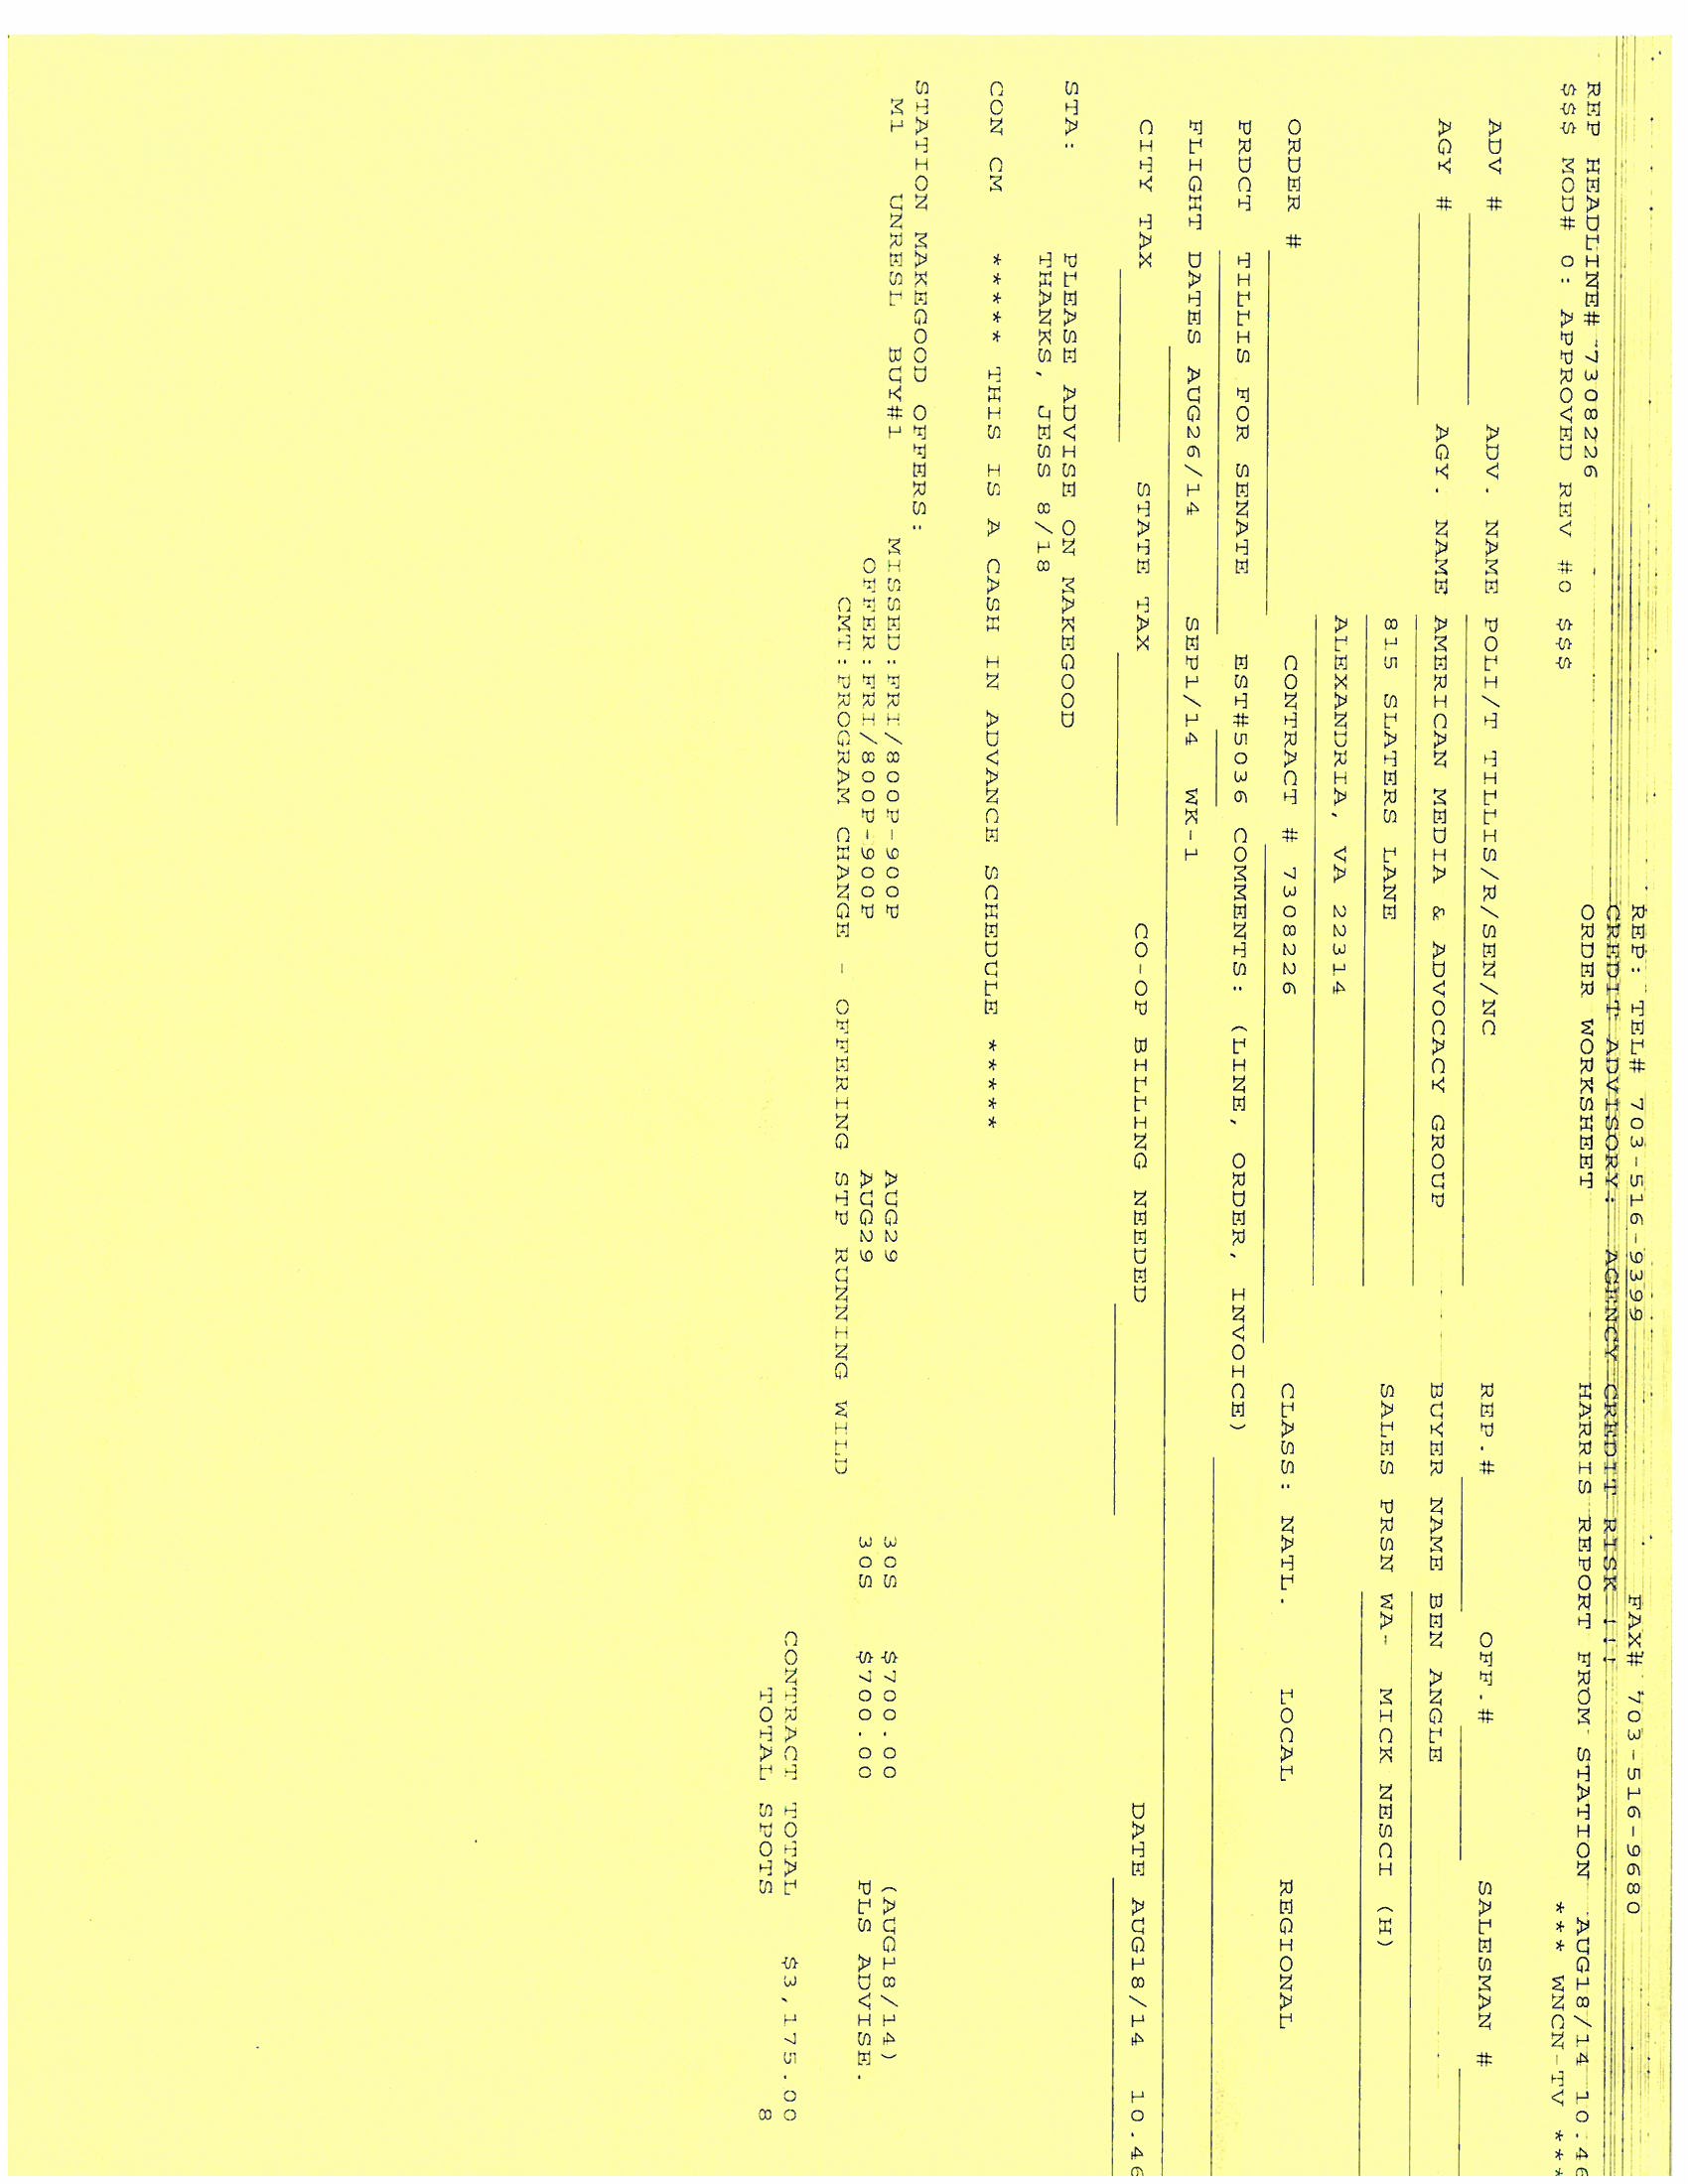 REP: TEL# 703-516-9399 FAX# 703-516-9680
CREDIT ADVISORY: AGENCY CREDIT RISK !!!
REP HEADLINE# 7308226 ORDER WORKSHEET HARRIS REPORT FROM STATION AUG18/14 10.46
$$$ MOD# 0: APPROVED REV #0 $$$ *** WNCN-TV ***
ADV # ADV. NAME POLI/T TILLIS/R/SEN/NC REP.# OFF.# SALESMAN #
AGY # AGY. NAME AMERICAN MEDIA & ADVOCACY GROUP BUYER NAME BEN ANGLE
815 SLATERS LANE SALES PRSN WA- MICK NESCI (H)
ALEXANDRIA, VA 22314
ORDER # CONTRACT # 7308226 CLASS: NATL. LOCAL REGIONAL
PRDCT TILLIS FOR SENATE EST#5036 COMMENTS: (LINE, ORDER, INVOICE)
FLIGHT DATES AUG26/14 SEP1/14 WK-1
CITY TAX STATE TAX CO-OP BILLING NEEDED DATE AUG18/14 10.46
STA: PLEASE ADVISE ON MAKEGOOD
THANKS, JESS 8/18
CON CM ***** THIS IS A CASH IN ADVANCE SCHEDULE *****
STATION MAKEGOOD OFFERS:
M1 UNRESL BUY#1 MISSED:FRI/800P-900P AUG29 30S $700.00 (AUG18/14)
OFFER:FRI/800P-900P AUG29 30S $700.00 PLS ADVISE.
CMT:PROGRAM CHANGE - OFFERING STP RUNNING WILD
CONTRACT TOTAL $3,175.00
TOTAL SPOTS 8